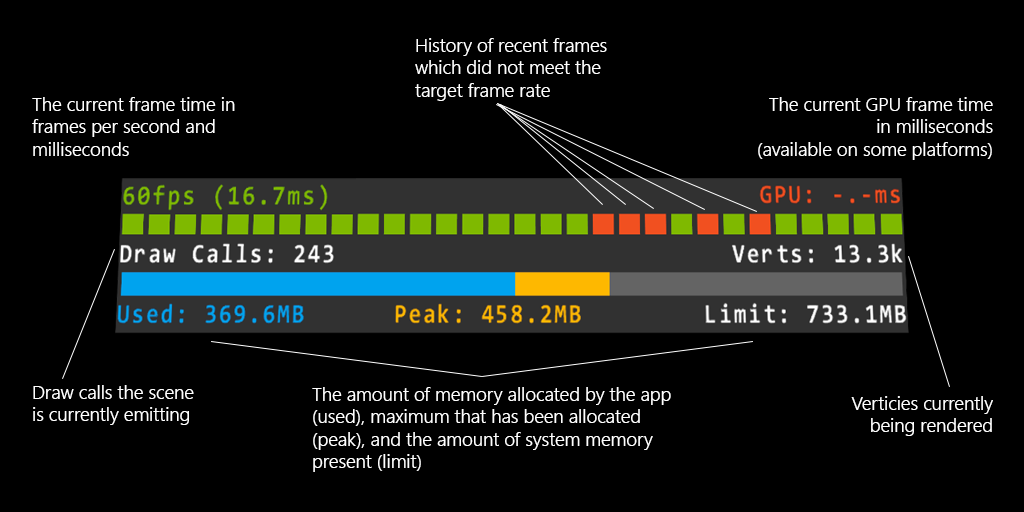 History of recent frames
which did not meet the
target frame rate
The current frame time in
frames per second and
milliseconds
The current GPU frame time
in milliseconds
(available on some platforms)
60fps (16.7ms)
GPU: -.-ms
Draw Calls: 243
Verts: 13.3k
Used: 369.6MB
Peak: 458.2MB
Limit: 733.1MB
Draw calls the scene
is currently emitting
The amount of memory allocated by the app
(used), maximum that has been allocated
(peak), and the amount of system memory
present (limit)
Verticies currently
being rendered